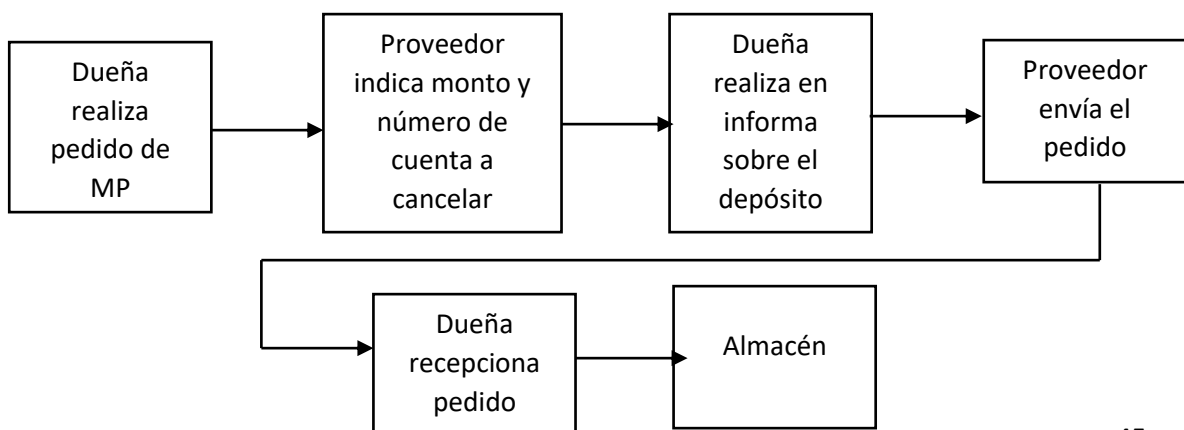 Dueña
realiza
pedido de
MP
Proveedor
indica monto y
número de
cuenta a
cancelar
Dueña
realiza en
informa
sobre el
depósito
Proveedor
envía el
pedido
Dueña
recepciona
pedido
Almacén